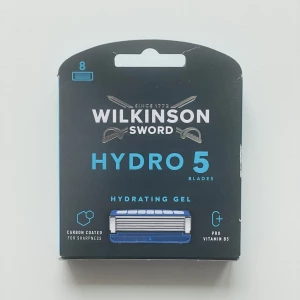 8
SINCE 1772
WILKINSON
SWORD
HYDRO 5
BLADES
HYDRATING GEL
CARBON COATED
FOR SHARPNESS
PRO
VITAMIN B5